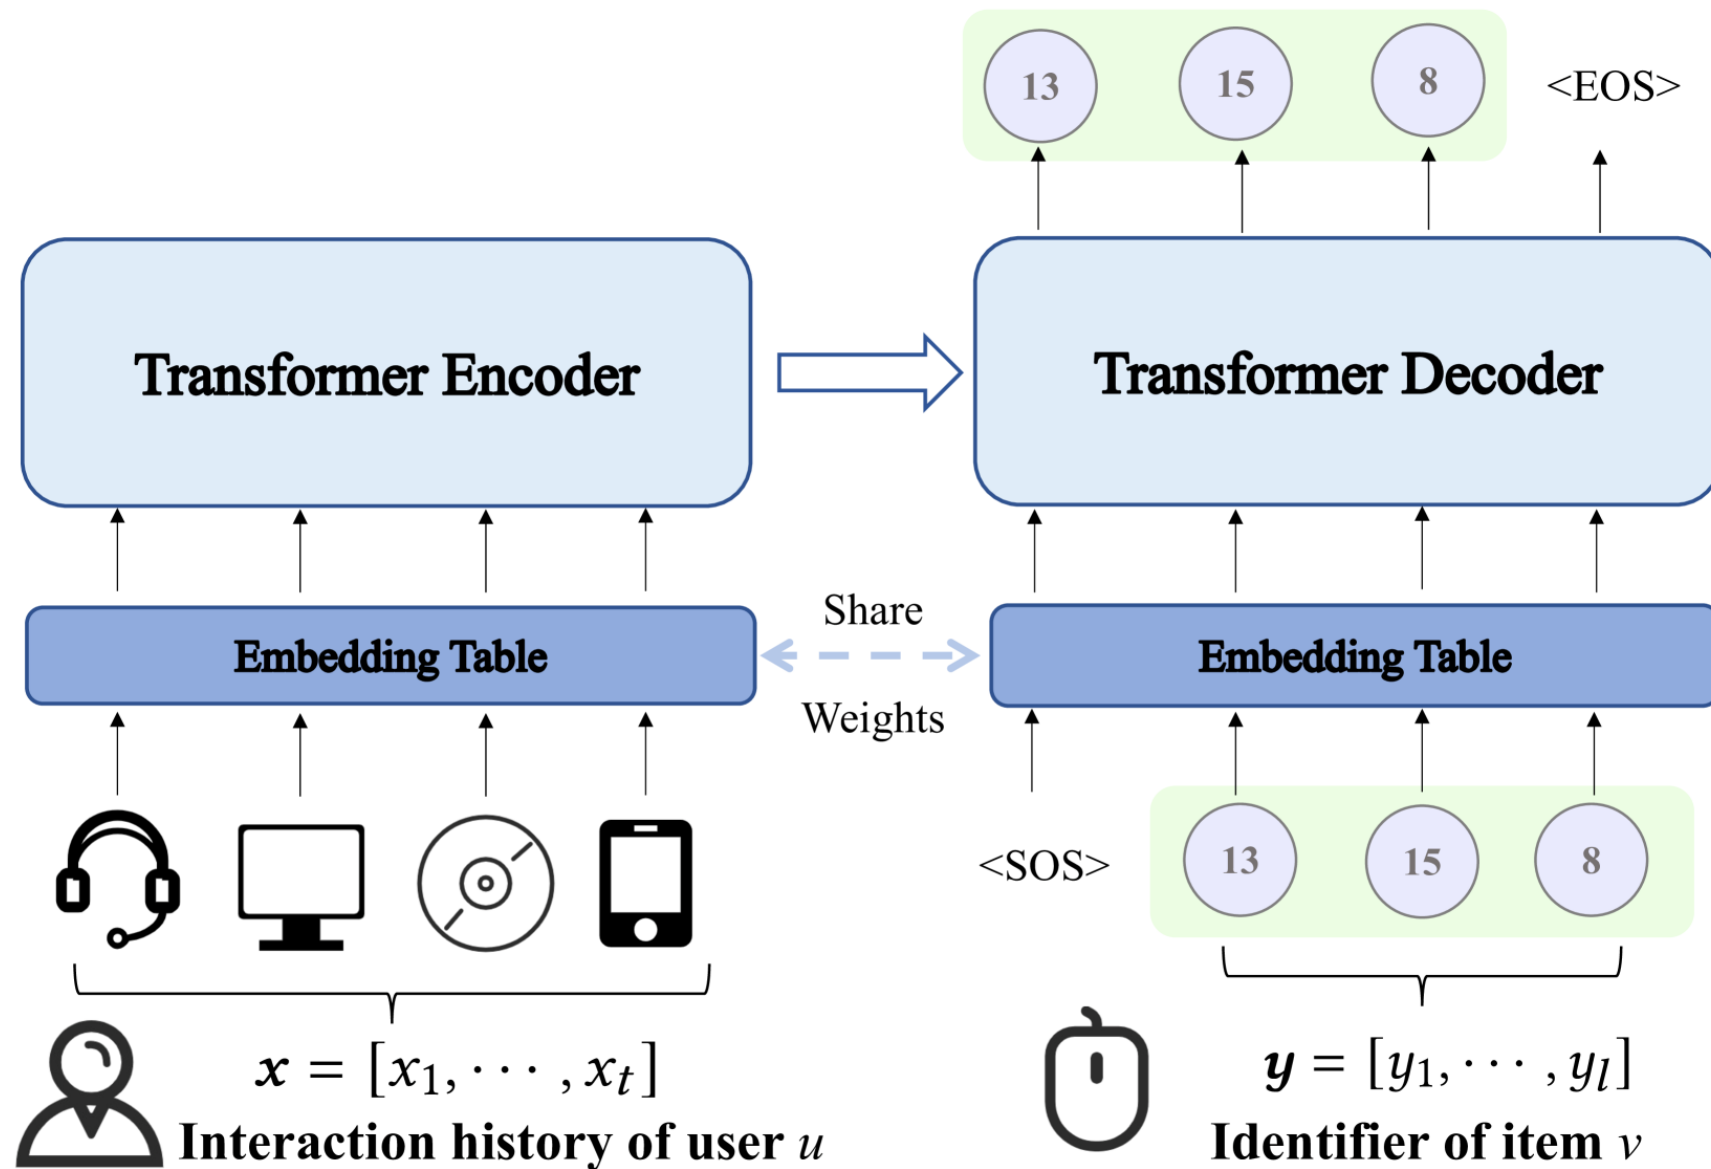 13 15 8 <EOS>
Transformer Encoder
Transformer Decoder
Share
Embedding Table
Embedding Table
Weights
<SOS> 13 15 8
x = [x₁, ⋯ , xₜ]
y = [y₁, ⋯ , yₗ]
Interaction history of user u
Identifier of item v